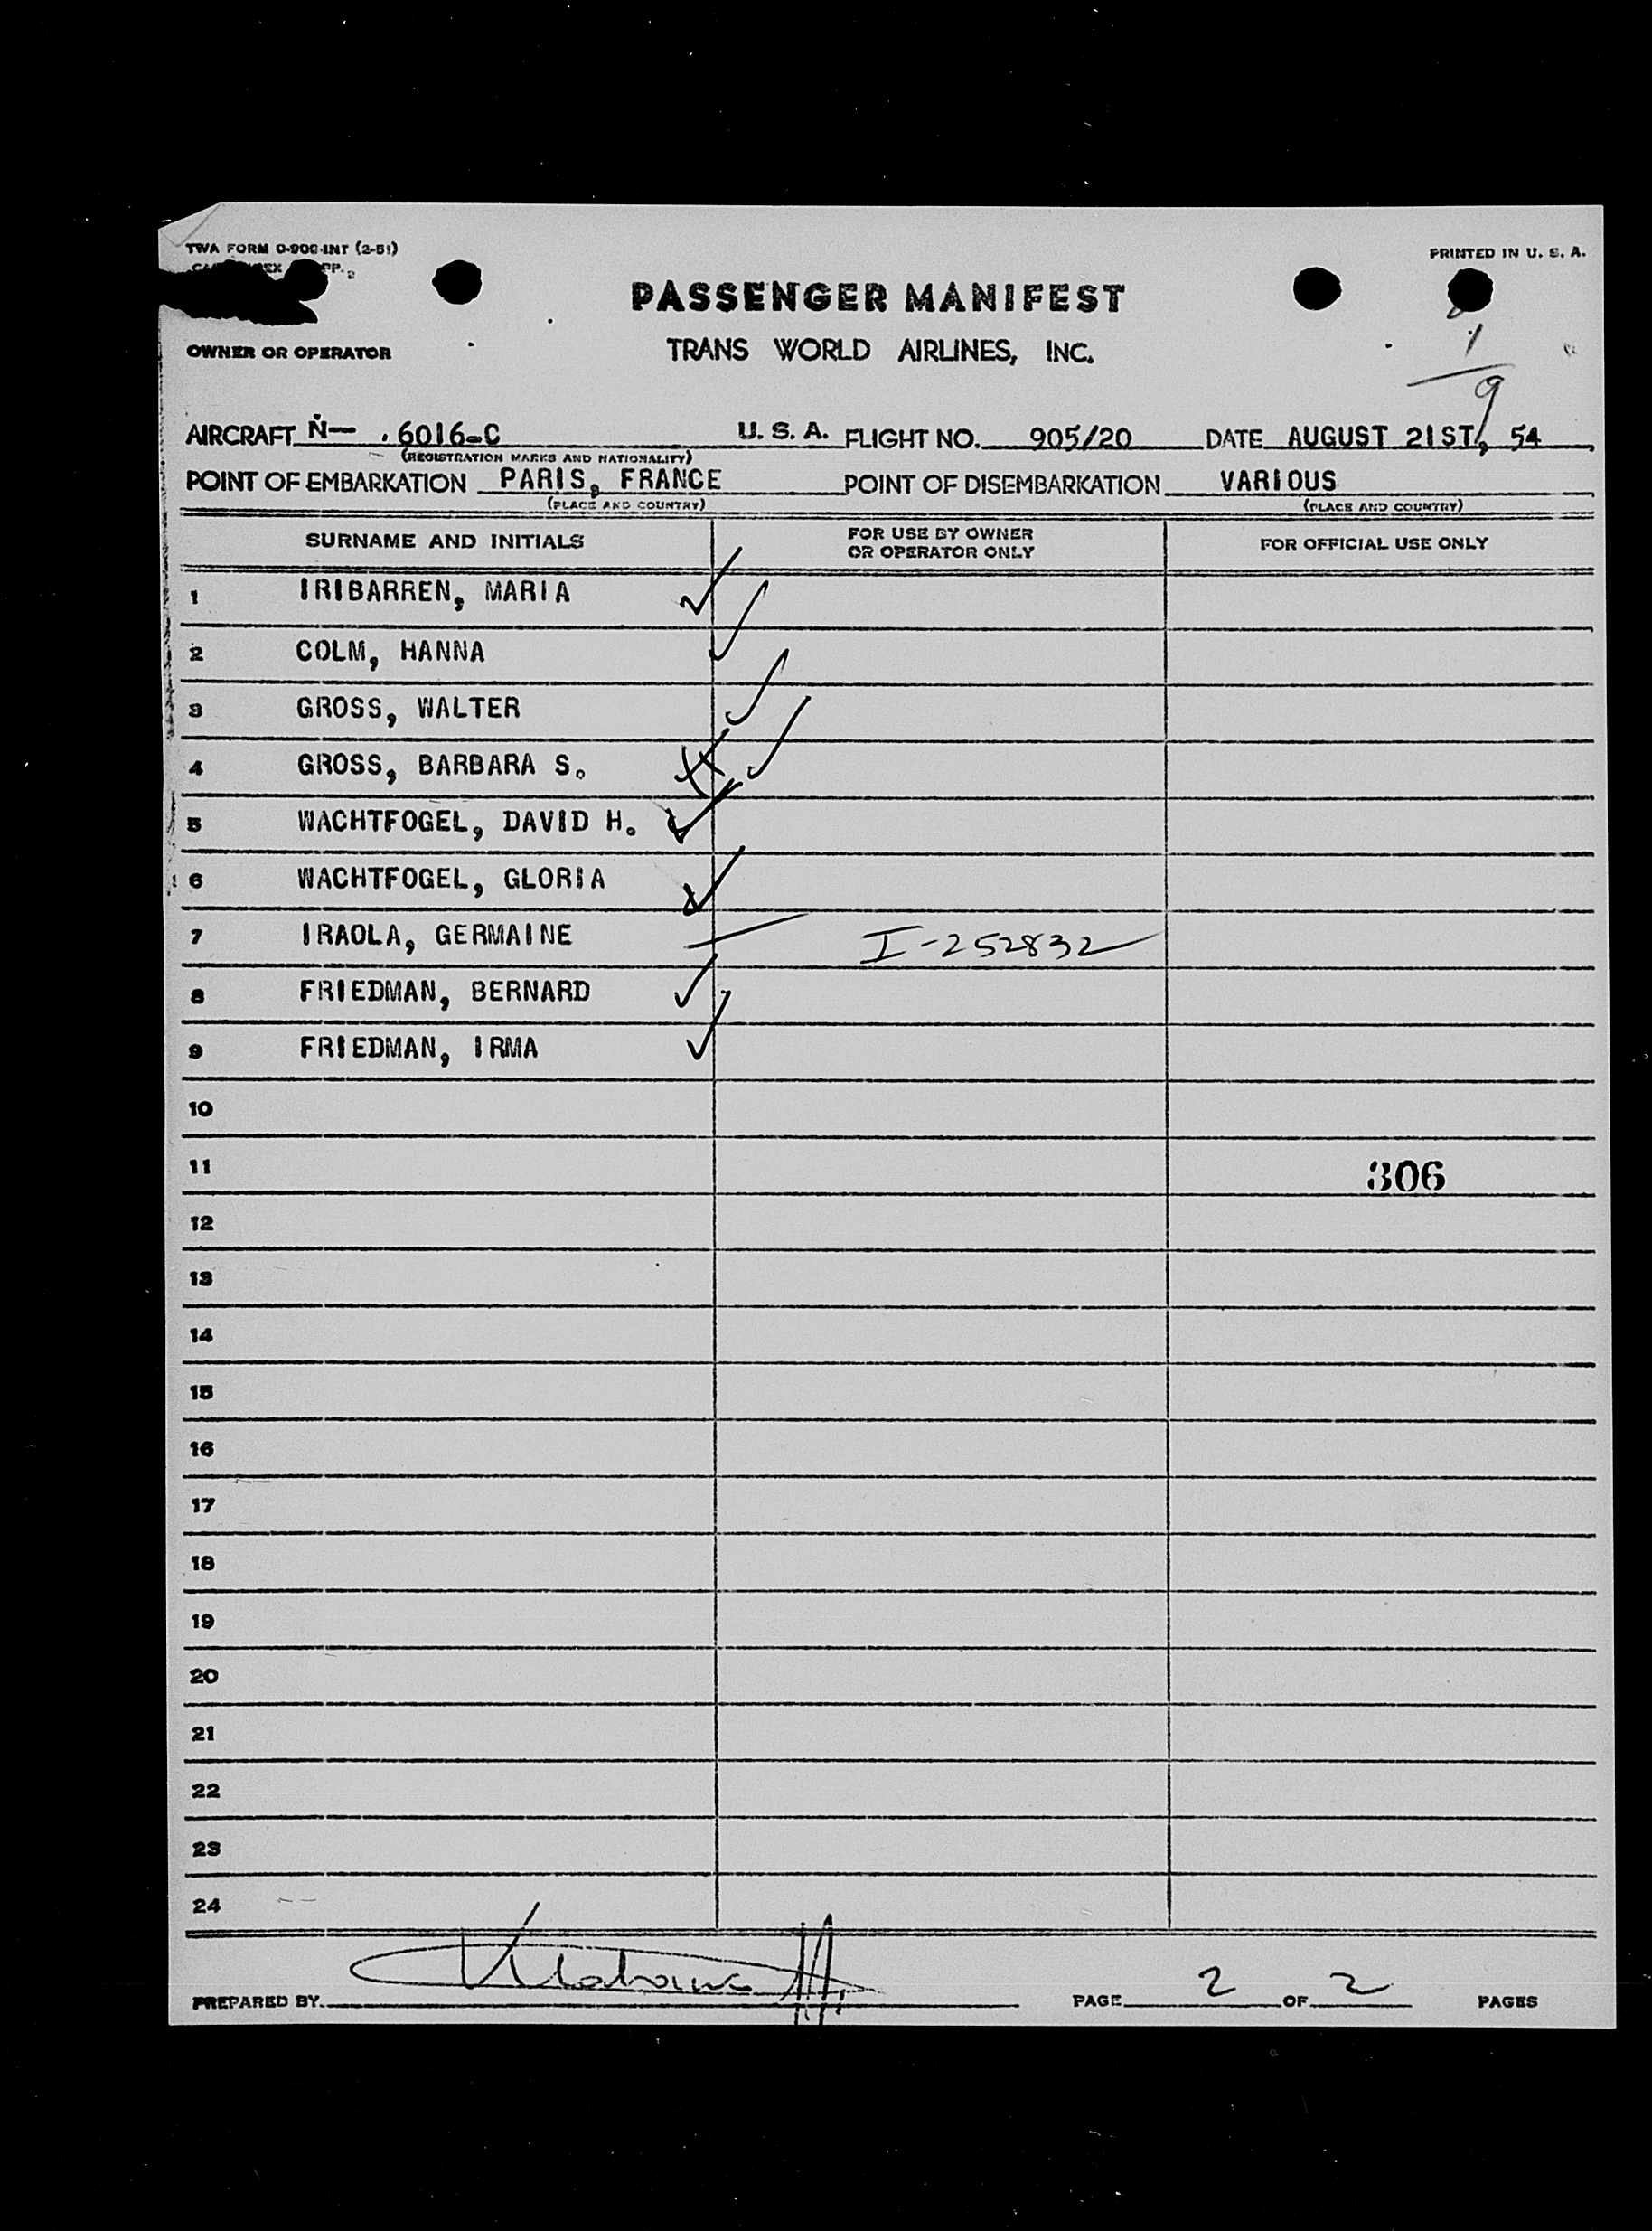 TWA FORM O-900-INT (2-51)
PRINTED IN U. S. A.
PASSENGER MANIFEST
OWNER OR OPERATOR
TRANS WORLD AIRLINES, INC.
1
9
AIRCRAFT N— 6016-C U. S. A. FLIGHT NO. 905/20 DATE AUGUST 21ST, 54
(REGISTRATION MARKS AND NATIONALITY)
POINT OF EMBARKATION PARIS, FRANCE POINT OF DISEMBARKATION VARIOUS
(PLACE AND COUNTRY) (PLACE AND COUNTRY)
SURNAME AND INITIALS FOR USE BY OWNER OR OPERATOR ONLY FOR OFFICIAL USE ONLY
1 IRIBARREN, MARIA
2 COLM, HANNA
3 GROSS, WALTER
4 GROSS, BARBARA S.
5 WACHTFOGEL, DAVID H.
6 WACHTFOGEL, GLORIA
7 IRAOLA, GERMAINE I-252832
8 FRIEDMAN, BERNARD
9 FRIEDMAN, IRMA
10
11 306
12
13
14
15
16
17
18
19
20
21
22
23
24
PREPARED BY PAGE 2 OF 2 PAGES